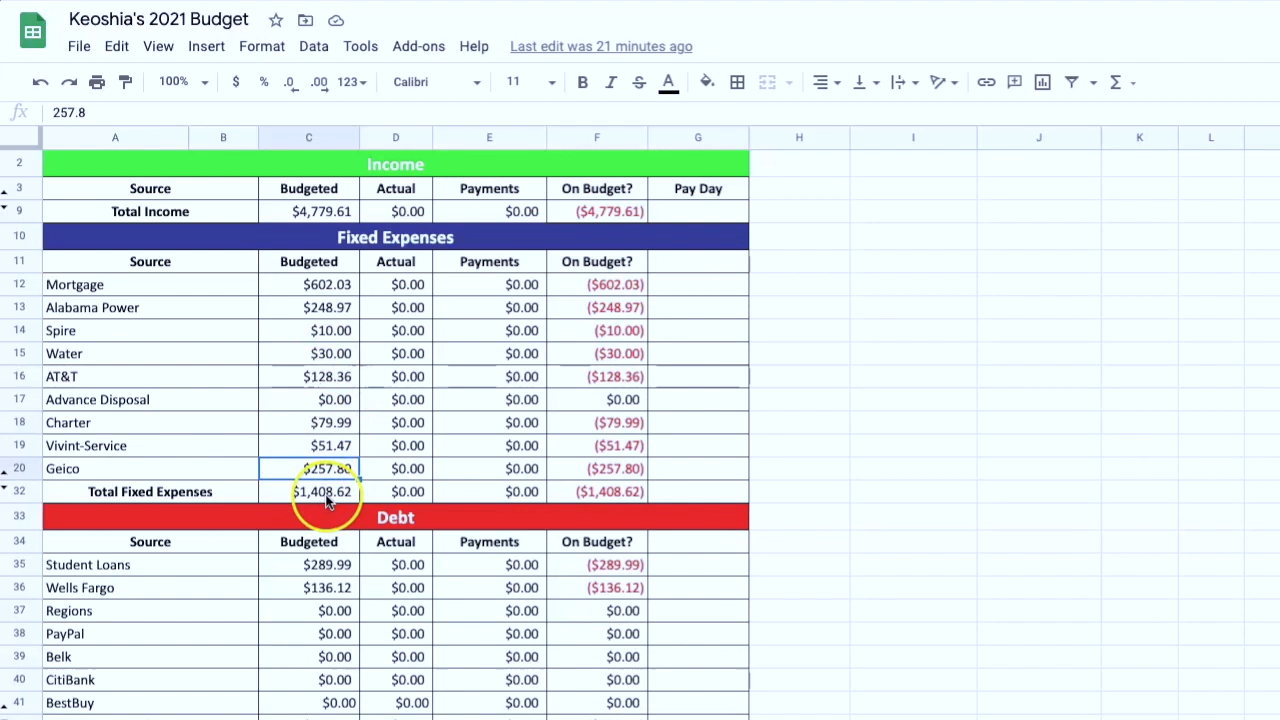 Keoshia's 2021 Budget
File Edit View Insert Format Data Tools Add-ons Help Last edit was 21 minutes ago
100% $ % .0 .00 123 Calibri 11 B I S A Σ
fx 257.8
A B C D E F G H I J K L
2 Income
3 Source Budgeted Actual Payments On Budget? Pay Day
9 Total Income $4,779.61 $0.00 $0.00 ($4,779.61)
10 Fixed Expenses
11 Source Budgeted Actual Payments On Budget?
12 Mortgage $602.03 $0.00 $0.00 ($602.03)
13 Alabama Power $248.97 $0.00 $0.00 ($248.97)
14 Spire $10.00 $0.00 $0.00 ($10.00)
15 Water $30.00 $0.00 $0.00 ($30.00)
16 AT&T $128.36 $0.00 $0.00 ($128.36)
17 Advance Disposal $0.00 $0.00 $0.00 $0.00
18 Charter $79.99 $0.00 $0.00 ($79.99)
19 Vivint-Service $51.47 $0.00 $0.00 ($51.47)
20 Geico $257.80 $0.00 $0.00 ($257.80)
32 Total Fixed Expenses $1,408.62 $0.00 $0.00 ($1,408.62)
33 Debt
34 Source Budgeted Actual Payments On Budget?
35 Student Loans $289.99 $0.00 $0.00 ($289.99)
36 Wells Fargo $136.12 $0.00 $0.00 ($136.12)
37 Regions $0.00 $0.00 $0.00 $0.00
38 PayPal $0.00 $0.00 $0.00 $0.00
39 Belk $0.00 $0.00 $0.00 $0.00
40 CitiBank $0.00 $0.00 $0.00 $0.00
41 BestBuy $0.00 $0.00 $0.00 $0.00